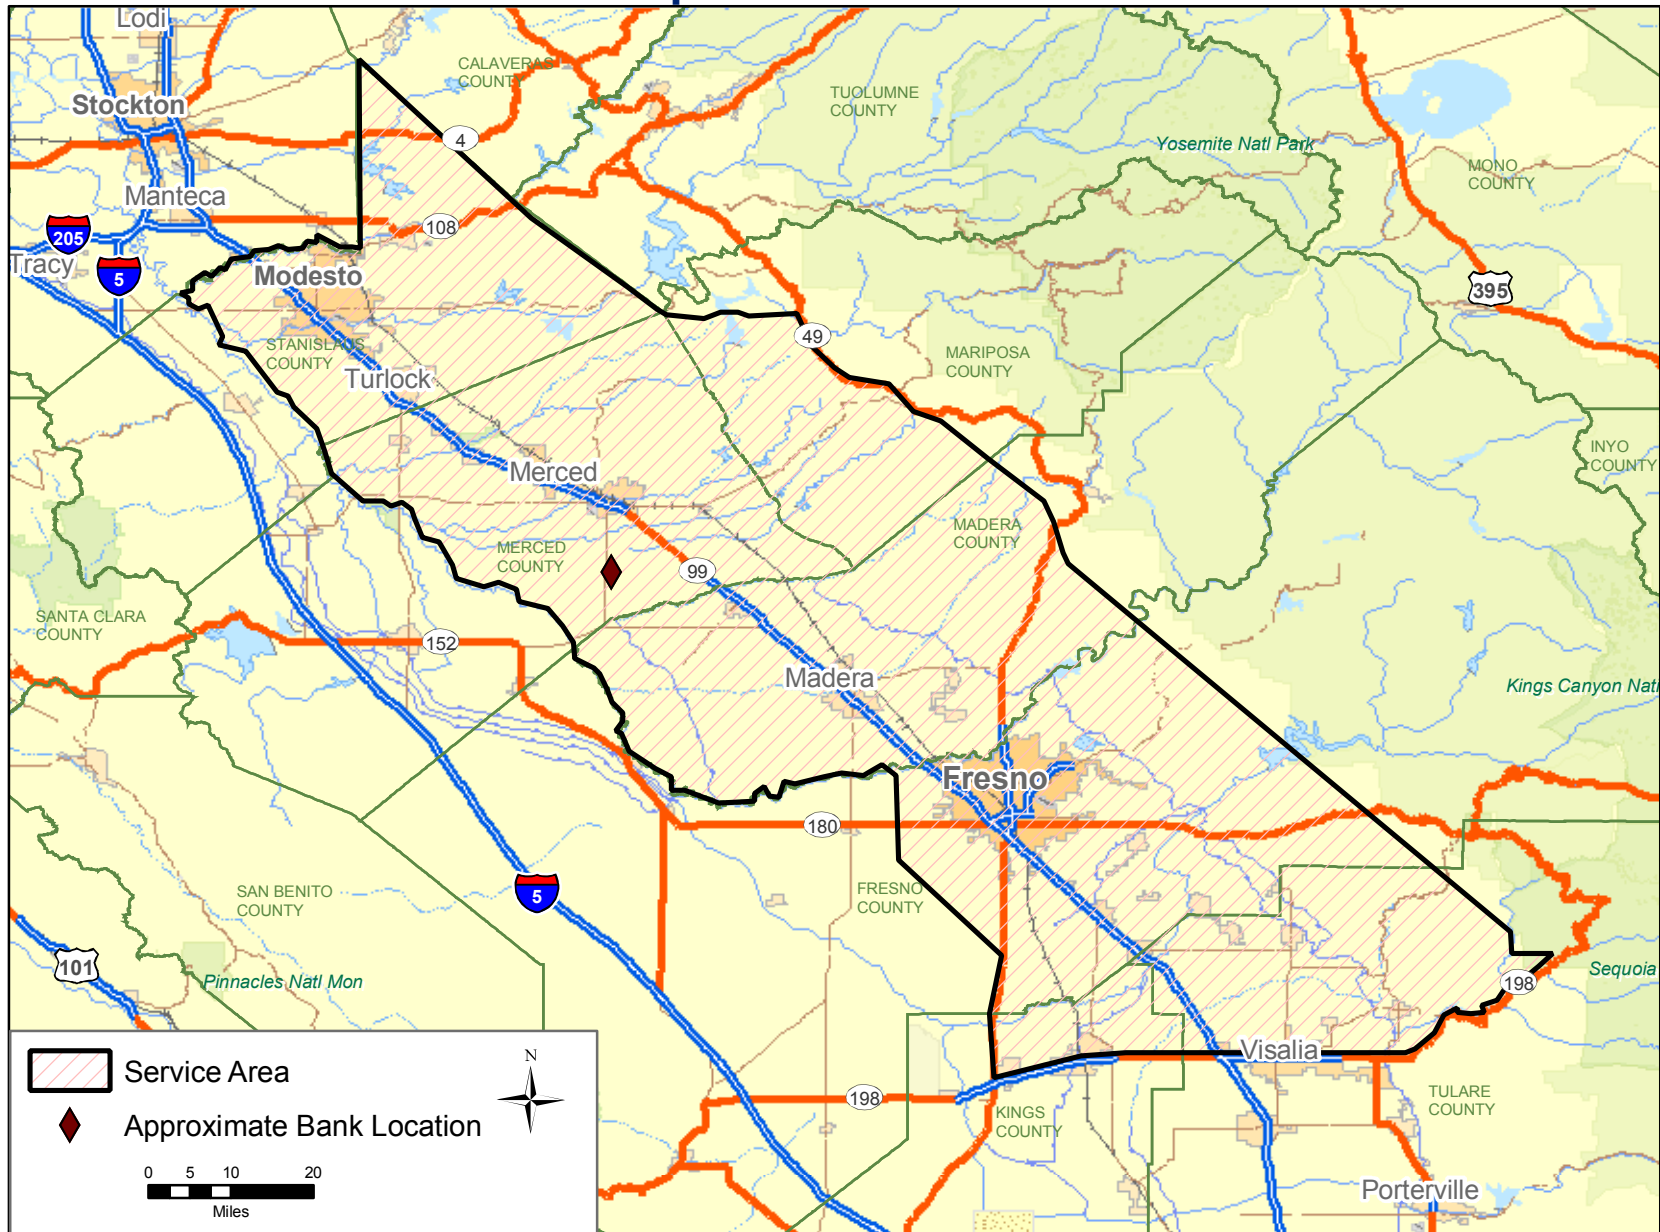 Lodi
CALAVERAS
COUNTY
TUOLUMNE
COUNTY
Stockton
4
Yosemite Natl Park
MONO
COUNTY
Manteca
108
205
Tracy
5
Modesto
395
49
STANISLAUS
COUNTY
MARIPOSA
COUNTY
Turlock
INYO
COUNTY
Merced
MADERA
COUNTY
MERCED
COUNTY
99
SANTA CLARA
COUNTY
152
Madera
Kings Canyon Natl
Fresno
180
5
SAN BENITO
COUNTY
FRESNO
COUNTY
101
Pinnacles Natl Mon
Sequoia
198
Visalia
Service Area
N
TULARE
COUNTY
198
KINGS
COUNTY
Approximate Bank Location
0 5 10 20
Miles
Porterville